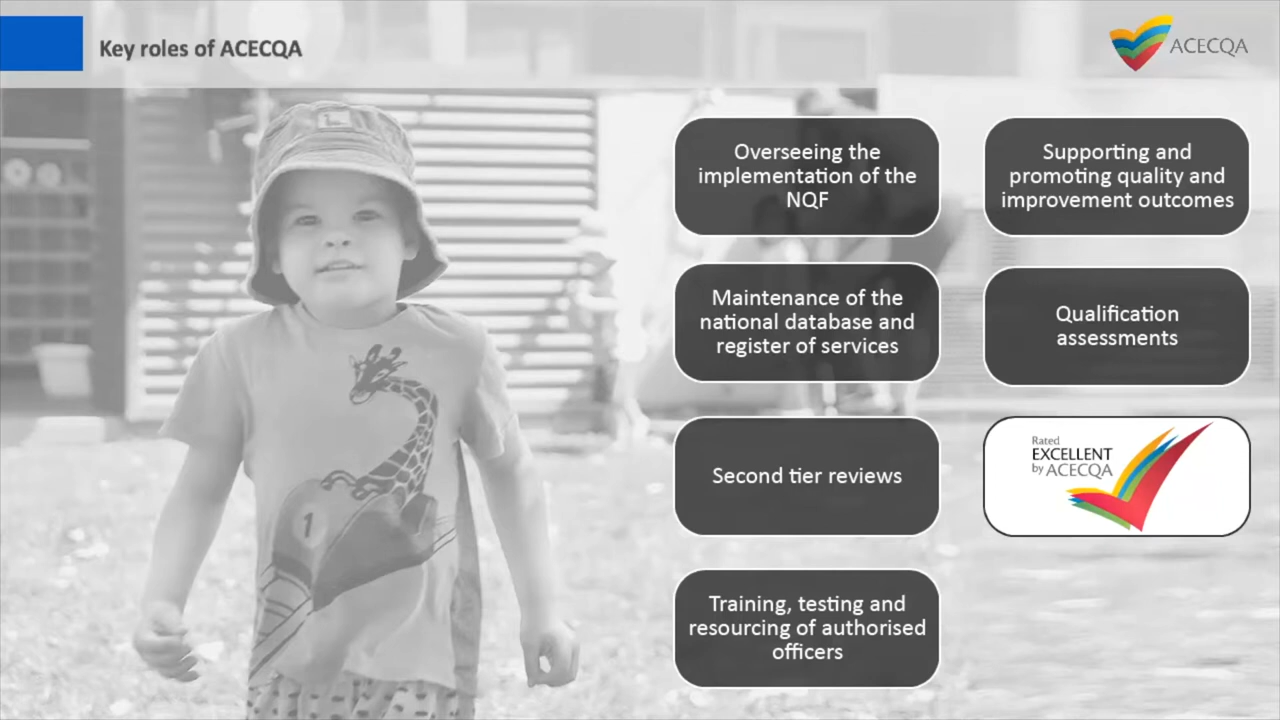 Key roles of ACECQA
ACECQA
Overseeing the
implementation of the
NQF
Supporting and
promoting quality and
improvement outcomes
Maintenance of the
national database and
register of services
Qualification
assessments
Second tier reviews
Rated
EXCELLENT
by ACECQA
Training, testing and
resourcing of authorised
officers
1